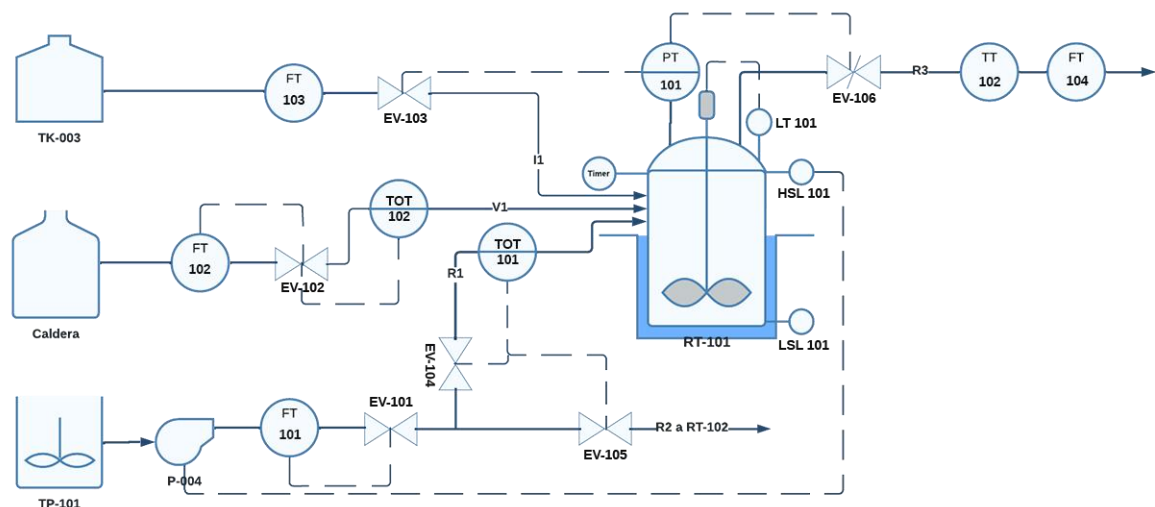 PT
101
EV-106
R3
TT
102
FT
104
FT
103
EV-103
TK-003
LT 101
I1
Timer
HSL 101
TOT
102
V1
TOT
101
R1
FT
102
EV-102
Caldera
RT-101
LSL 101
EV-104
EV-101
FT
101
R2 a RT-102
EV-105
P-004
TP-101